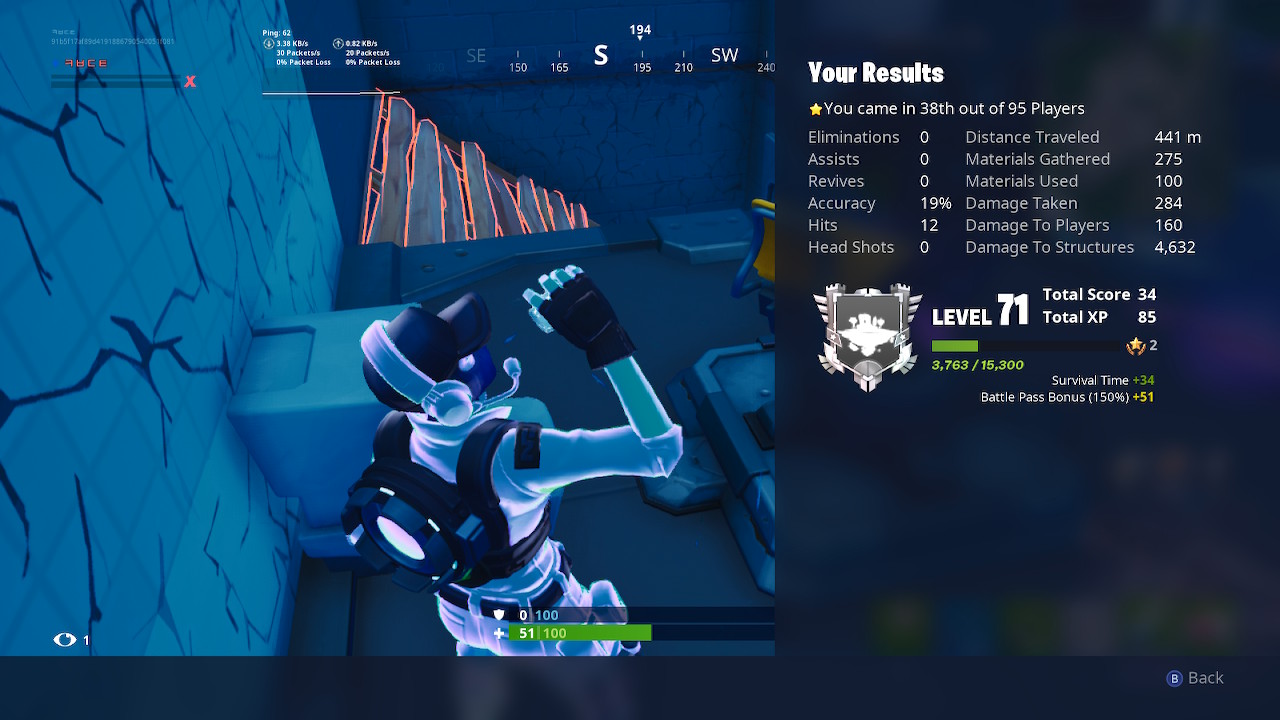 Ping: 62
3.38 KB/s 0.82 KB/s
30 Packets/s 20 Packets/s
0% Packet Loss 0% Packet Loss
194
SE S SW
150 165 195 210 240
X
Your Results
You came in 38th out of 95 Players
Eliminations 0 Distance Traveled 441 m
Assists 0 Materials Gathered 275
Revives 0 Materials Used 100
Accuracy 19% Damage Taken 284
Hits 12 Damage To Players 160
Head Shots 0 Damage To Structures 4,632
LEVEL 71
Total Score 34
Total XP 85
2
3,763 / 15,300
Survival Time +34
Battle Pass Bonus (150%) +51
0 100
51 100
1
B Back